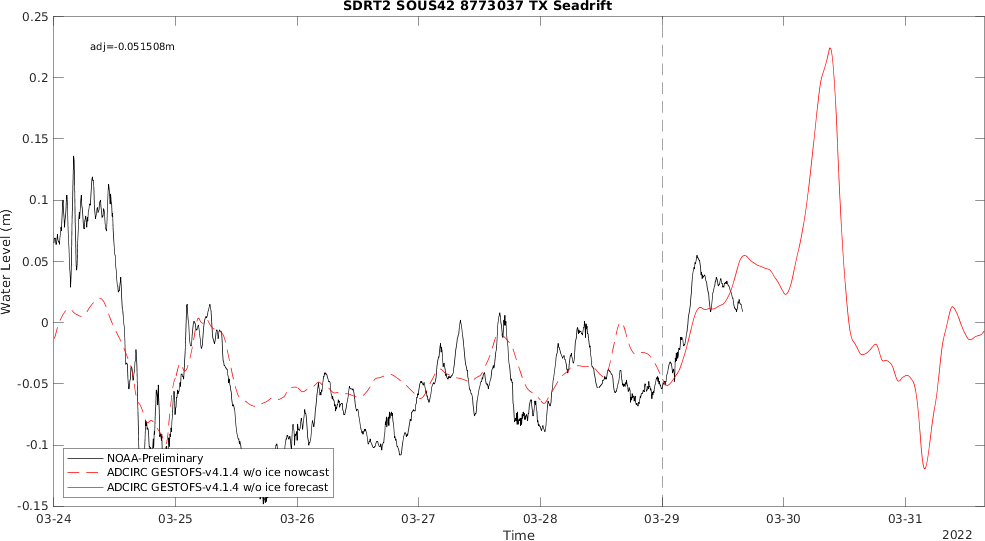 SDRT2 SOUS42 8773037 TX Seadrift
adj=-0.051508m
0.25
0.2
0.15
0.1
0.05
0
-0.05
-0.1
-0.15
Water Level (m)
NOAA-Preliminary
ADCIRC GESTOFS-v4.1.4 w/o ice nowcast
ADCIRC GESTOFS-v4.1.4 w/o ice forecast
03-24 03-25 03-26 03-27 03-28 03-29 03-30 03-31
Time
2022